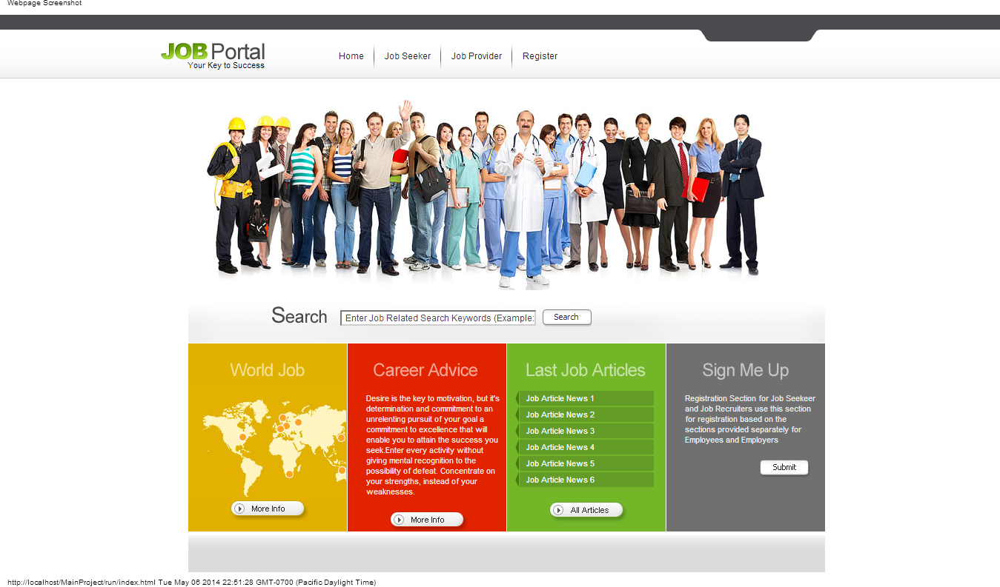 Webpage Screenshot
JOB Portal
Your Key to Success
Home
Job Seeker
Job Provider
Register
Search
Enter Job Related Search Keywords (Example:
Search
World Job
More Info
Career Advice
Desire is the key to motivation, but it's
determination and commitment to an
unrelenting pursuit of your goal a
commitment to excellence that will
enable you to attain the success you
seek.Enter every activity without
giving mental recognition to the
possibility of defeat. Concentrate on
your strengths, instead of your
weaknesses.
More Info
Last Job Articles
Job Article News 1
Job Article News 2
Job Article News 3
Job Article News 4
Job Article News 5
Job Article News 6
All Articles
Sign Me Up
Registration Section for Job Seekeer
and Job Recruiters use this section
for registration based on the
sections provided separately for
Employees and Employers
Submit
http://localhost/MainProject/run/index.html Tue May 06 2014 22:51:28 GMT-0700 (Pacific Daylight Time)